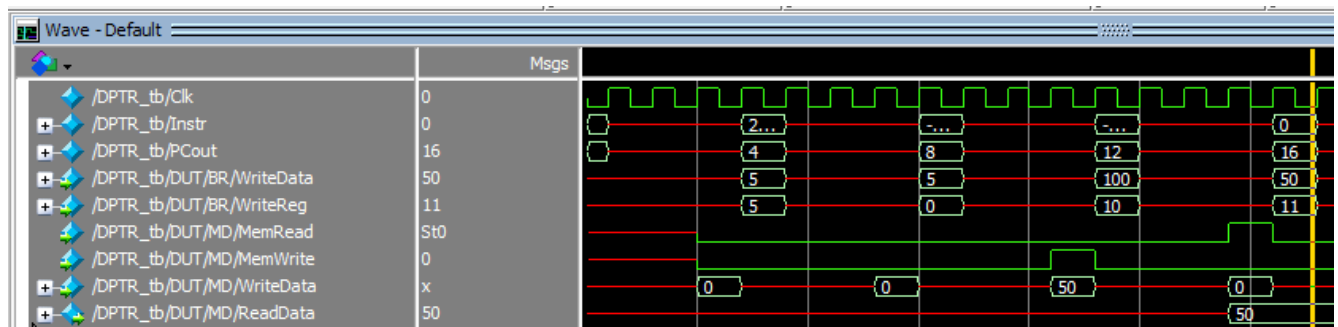 Wave - Default
Msgs
/DPTR_tb/Clk 0
/DPTR_tb/Instr 0 2... -... -... 0
/DPTR_tb/PCout 16 4 8 12 16
/DPTR_tb/DUT/BR/WriteData 50 5 5 100 50
/DPTR_tb/DUT/BR/WriteReg 11 5 0 10 11
/DPTR_tb/DUT/MD/MemRead St0
/DPTR_tb/DUT/MD/MemWrite 0
/DPTR_tb/DUT/MD/WriteData x 0 0 50 0
/DPTR_tb/DUT/MD/ReadData 50 50